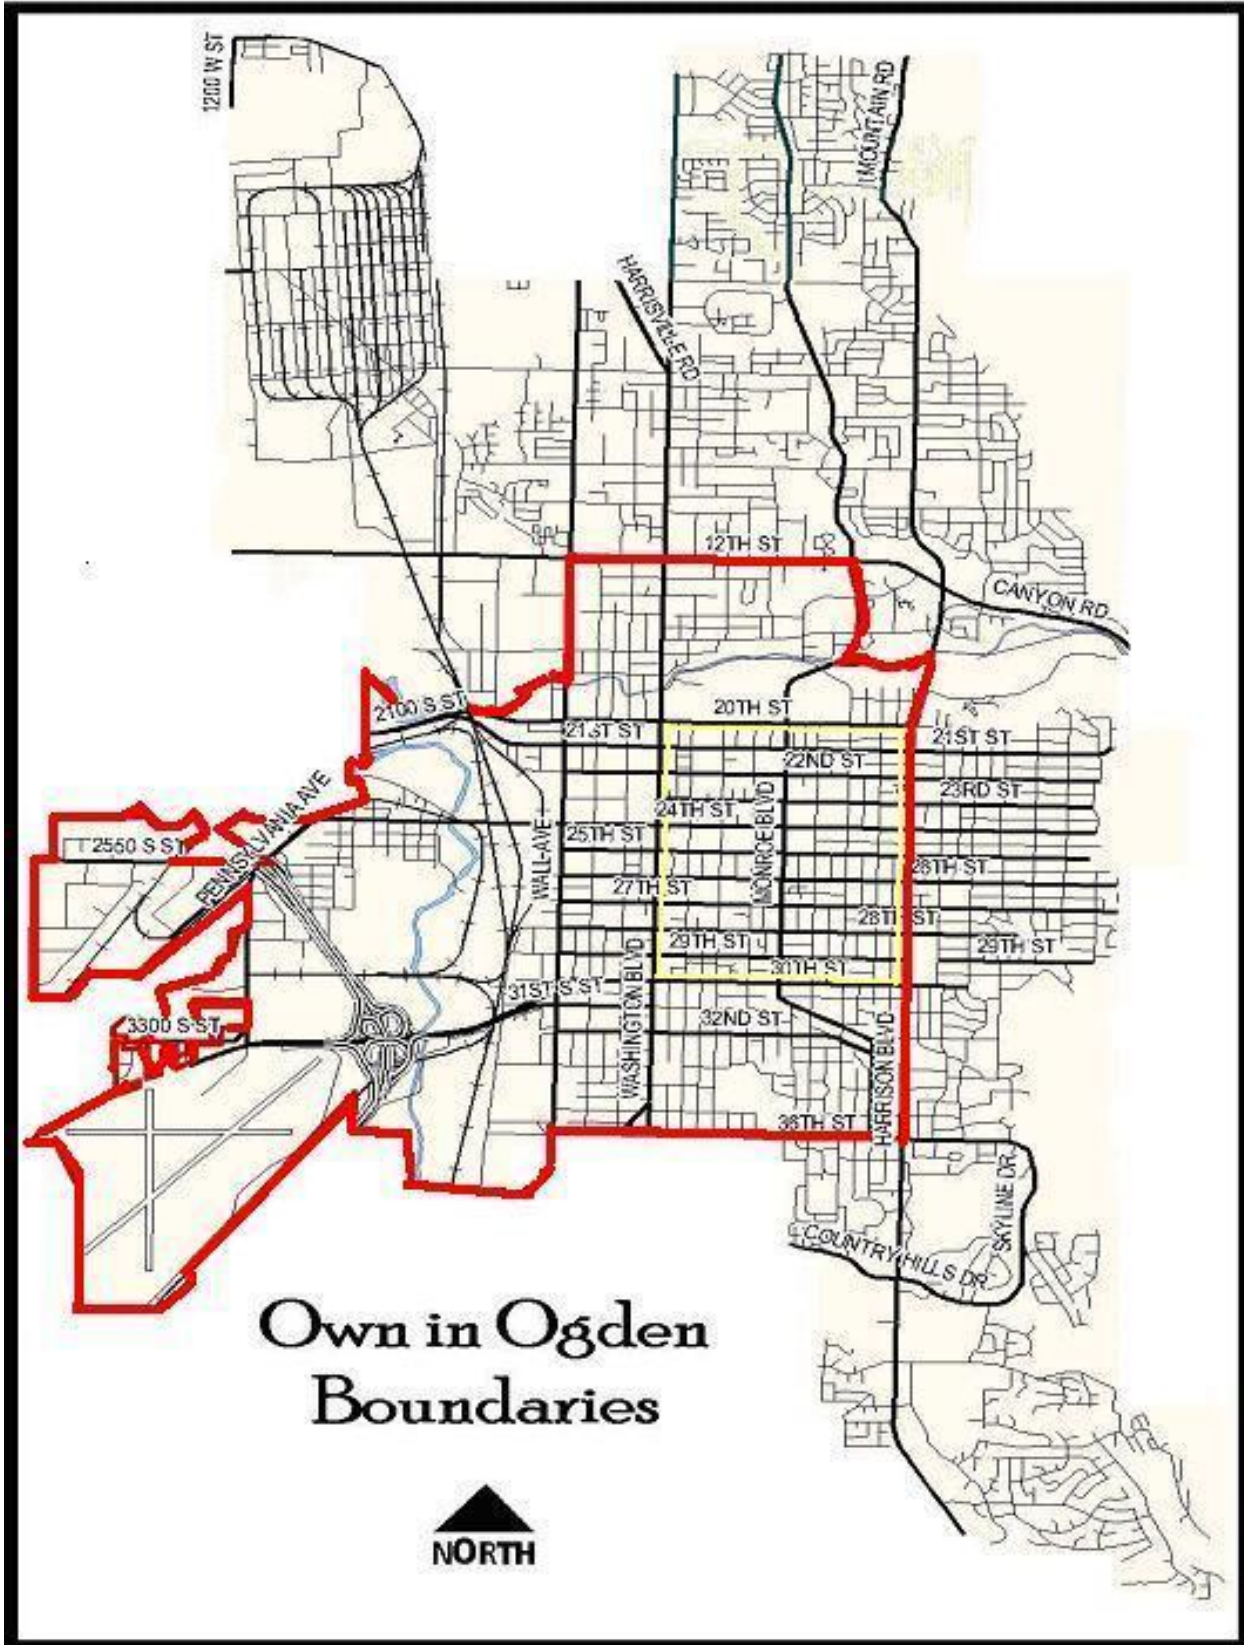 1200 W ST
MOUNTAIN RD
HARRISVILLE RD
12TH ST
CANYON RD
2100 S ST
20TH ST
21ST ST
21ST ST
22ND ST
23RD ST
PENNSYLVANIA AVE
24TH ST
MONROE BLVD
25TH ST
WALL AVE
2550 S ST
26TH ST
27TH ST
28TH ST
29TH ST
29TH ST
30TH ST
31ST S ST
WASHINGTON BLVD
32ND ST
3300 S ST
HARRISON BLVD
36TH ST
SKYLINE DR
COUNTRY HILLS DR
Own in Ogden
Boundaries
NORTH